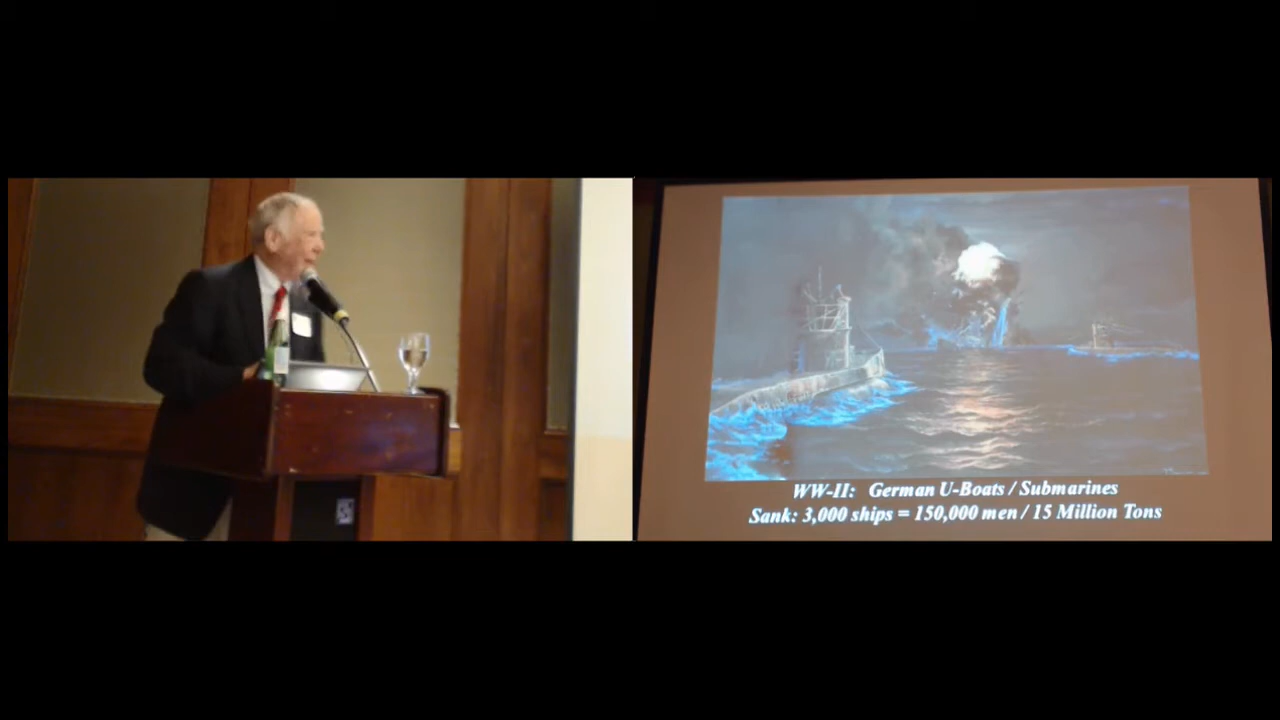 WW-II: German U-Boats / Submarines
Sank: 3,000 ships = 150,000 men / 15 Million Tons